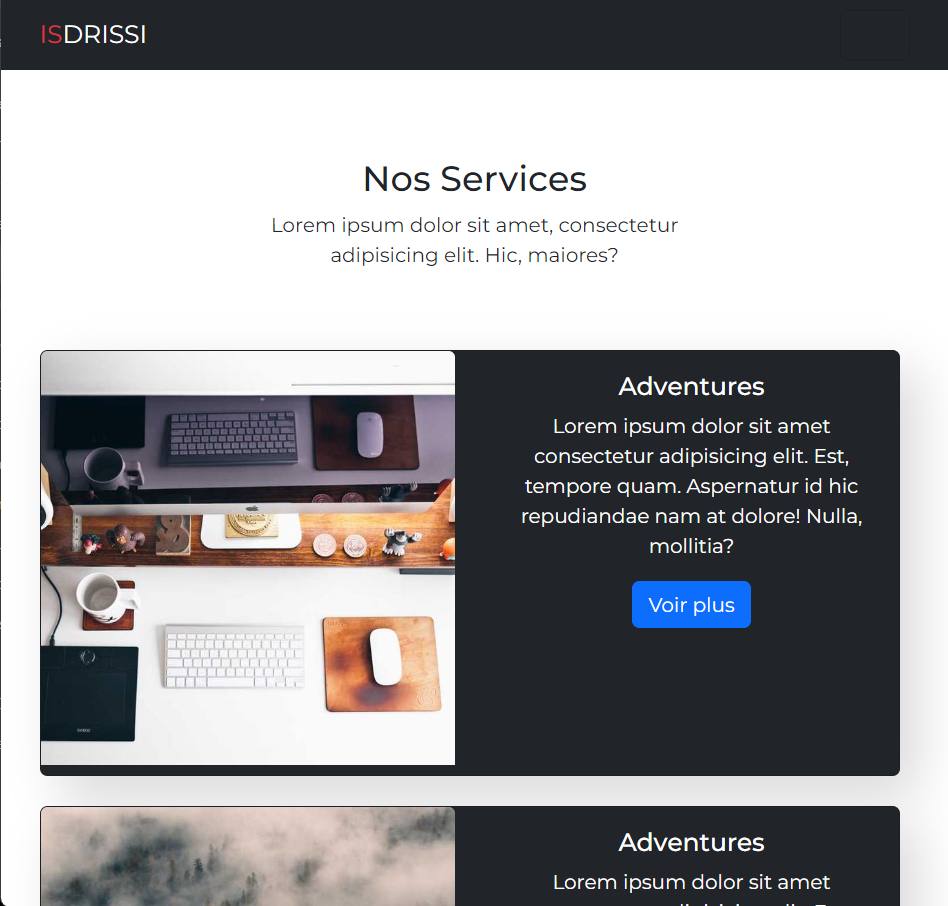 ISDRISSI
Nos Services
Lorem ipsum dolor sit amet, consectetur
adipisicing elit. Hic, maiores?
Adventures
Lorem ipsum dolor sit amet
consectetur adipisicing elit. Est,
tempore quam. Aspernatur id hic
repudiandae nam at dolore! Nulla,
mollitia?
Voir plus
Adventures
Lorem ipsum dolor sit amet